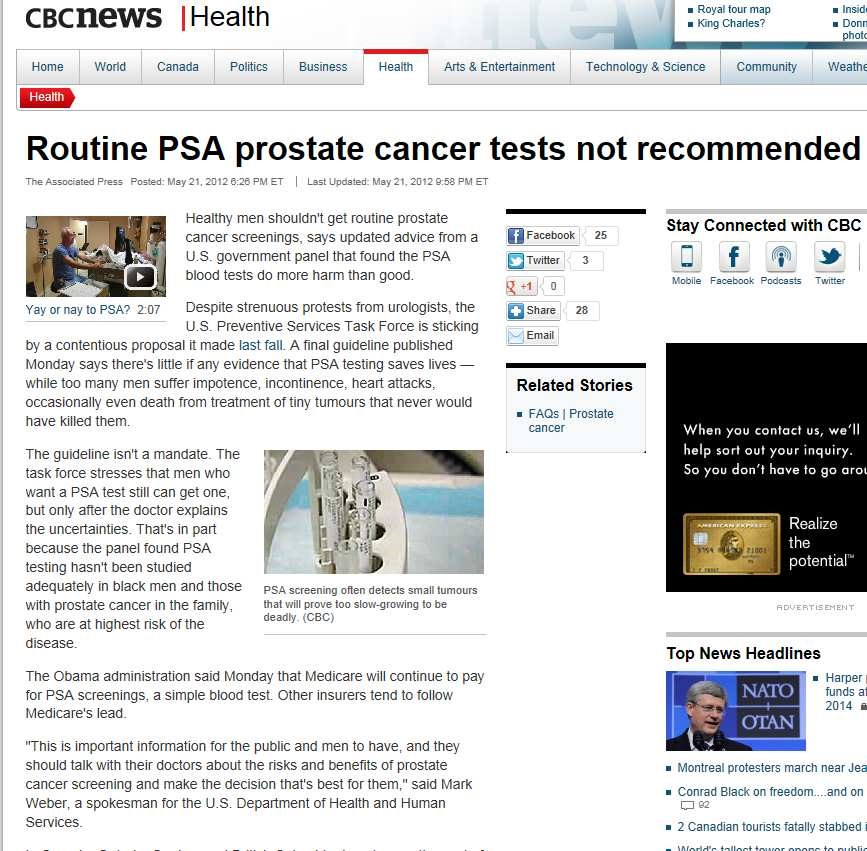 CBCnews | Health
Royal tour map
King Charles?
Home World Canada Politics Business Health Arts & Entertainment Technology & Science Community
Health
Routine PSA prostate cancer tests not recommended
The Associated Press Posted: May 21, 2012 6:26 PM ET | Last Updated: May 21, 2012 9:58 PM ET
Yay or nay to PSA? 2:07
Healthy men shouldn't get routine prostate
cancer screenings, says updated advice from a
U.S. government panel that found the PSA
blood tests do more harm than good.
Despite strenuous protests from urologists, the
U.S. Preventive Services Task Force is sticking
by a contentious proposal it made last fall. A final guideline published
Monday says there's little if any evidence that PSA testing saves lives —
while too many men suffer impotence, incontinence, heart attacks,
occasionally even death from treatment of tiny tumours that never would
have killed them.
The guideline isn't a mandate. The
task force stresses that men who
want a PSA test still can get one,
but only after the doctor explains
the uncertainties. That's in part
because the panel found PSA
testing hasn't been studied
adequately in black men and those
with prostate cancer in the family,
who are at highest risk of the
disease.
PSA screening often detects small tumours
that will prove too slow-growing to be
deadly. (CBC)
The Obama administration said Monday that Medicare will continue to pay
for PSA screenings, a simple blood test. Other insurers tend to follow
Medicare's lead.
"This is important information for the public and men to have, and they
should talk with their doctors about the risks and benefits of prostate
cancer screening and make the decision that's best for them," said Mark
Weber, a spokesman for the U.S. Department of Health and Human
Services.
Facebook 25
Twitter 3
+1 0
Share 28
Email
Related Stories
FAQs | Prostate
cancer
Stay Connected with CBC
Mobile Facebook Podcasts Twitter
When you contact us, we'll
help sort out your inquiry.
So you don't have to go
AMERICAN EXPRESS
Realize
the
potential™
ADVERTISEMENT
Top News Headlines
NATO
OTAN
Harper
funds
2014
Montreal protesters march near
Conrad Black on freedom....and on
92
2 Canadian tourists fatally stabbed
World's tallest tower opens to